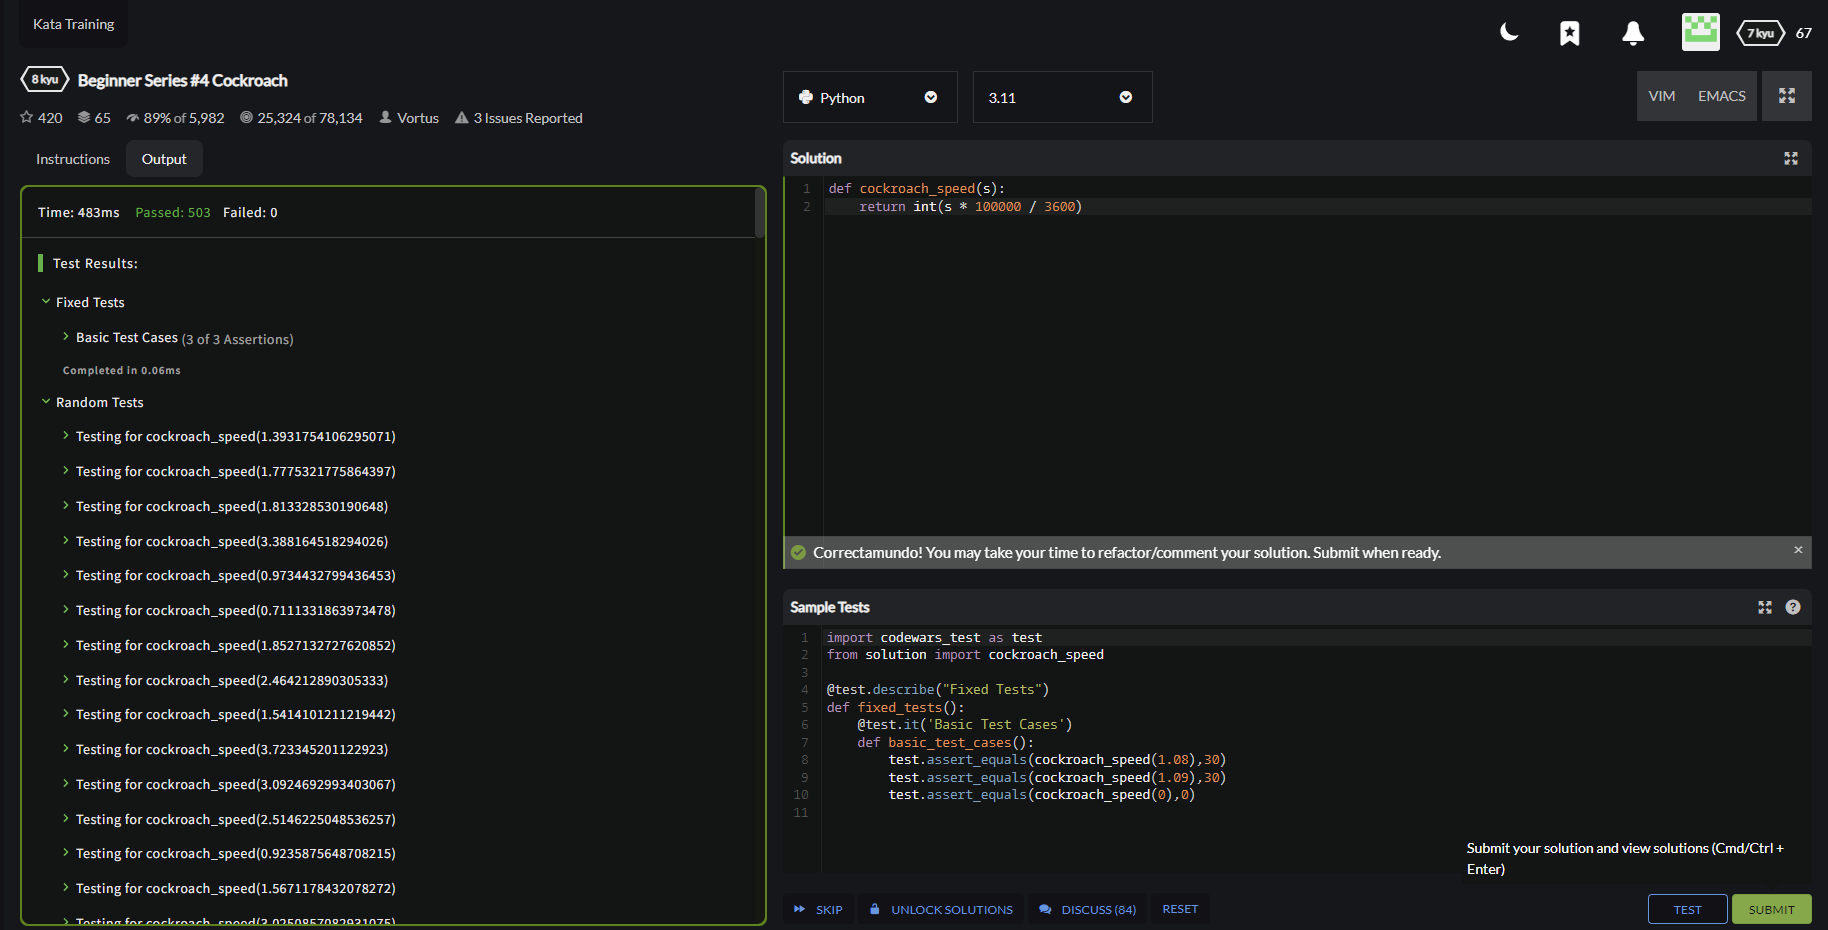 Kata Training
7 kyu 67
8 kyu Beginner Series #4 Cockroach
420 65 89% of 5,982 25,324 of 78,134 Vortus 3 Issues Reported
Instructions Output
Time: 483ms Passed: 503 Failed: 0
Test Results:
Fixed Tests
Basic Test Cases (3 of 3 Assertions)
Completed in 0.06ms
Random Tests
Testing for cockroach_speed(1.3931754106295071)
Testing for cockroach_speed(1.7775321775864397)
Testing for cockroach_speed(1.813328530190648)
Testing for cockroach_speed(3.388164518294026)
Testing for cockroach_speed(0.9734432799436453)
Testing for cockroach_speed(0.7111331863973478)
Testing for cockroach_speed(1.8527132727620852)
Testing for cockroach_speed(2.464212890305333)
Testing for cockroach_speed(1.5414101211219442)
Testing for cockroach_speed(3.723345201122923)
Testing for cockroach_speed(3.0924692993403067)
Testing for cockroach_speed(2.5146225048536257)
Testing for cockroach_speed(0.9235875648708215)
Testing for cockroach_speed(1.5671178432078272)
Testing for cockroach_speed(3.0250857082931075)
Python 3.11 VIM EMACS
Solution
1 def cockroach_speed(s):
2 return int(s * 100000 / 3600)
Correctamundo! You may take your time to refactor/comment your solution. Submit when ready. ×
Sample Tests ?
1 import codewars_test as test
2 from solution import cockroach_speed
3
4 @test.describe("Fixed Tests")
5 def fixed_tests():
6 @test.it('Basic Test Cases')
7 def basic_test_cases():
8 test.assert_equals(cockroach_speed(1.08),30)
9 test.assert_equals(cockroach_speed(1.09),30)
10 test.assert_equals(cockroach_speed(0),0)
11
Submit your solution and view solutions (Cmd/Ctrl +
Enter)
SKIP UNLOCK SOLUTIONS DISCUSS (84) RESET TEST SUBMIT